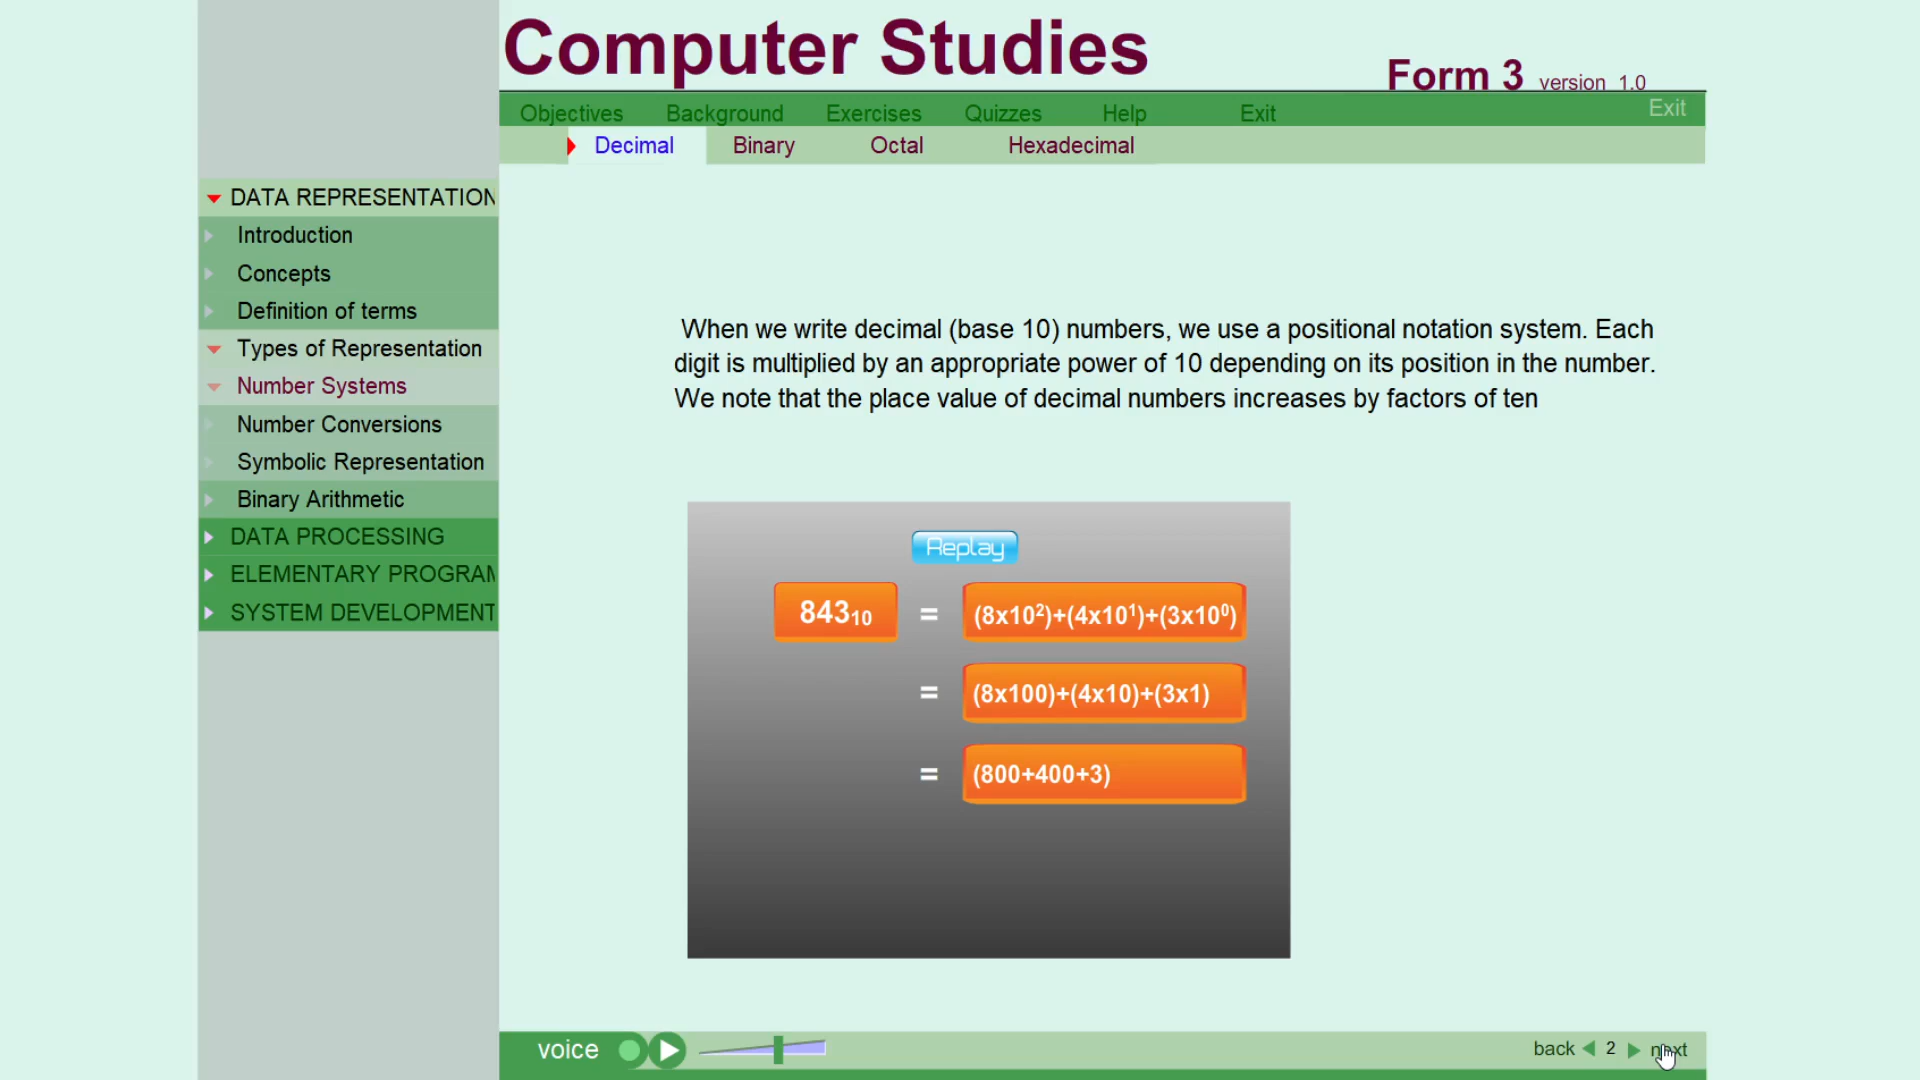 Computer Studies
Form 3 version 1.0
Objectives Background Exercises Quizzes Help Exit Exit
Decimal Binary Octal Hexadecimal
DATA REPRESENTATION
Introduction
Concepts
Definition of terms
Types of Representation
Number Systems
Number Conversions
Symbolic Representation
Binary Arithmetic
DATA PROCESSING
ELEMENTARY PROGRAM
SYSTEM DEVELOPMENT
When we write decimal (base 10) numbers, we use a positional notation system. Each
digit is multiplied by an appropriate power of 10 depending on its position in the number.
We note that the place value of decimal numbers increases by factors of ten
Replay
843₁₀ = (8x10²)+(4x10¹)+(3x10⁰)
= (8x100)+(4x10)+(3x1)
= (800+400+3)
voice
back 2 next